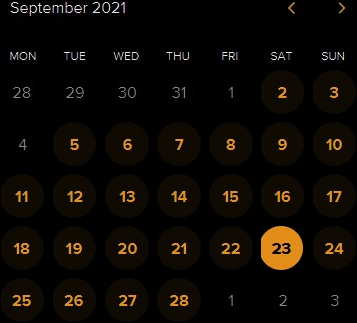 September 2021
MON TUE WED THU FRI SAT SUN
28 29 30 31 1 2 3
4 5 6 7 8 9 10
11 12 13 14 15 16 17
18 19 20 21 22 23 24
25 26 27 28 1 2 3